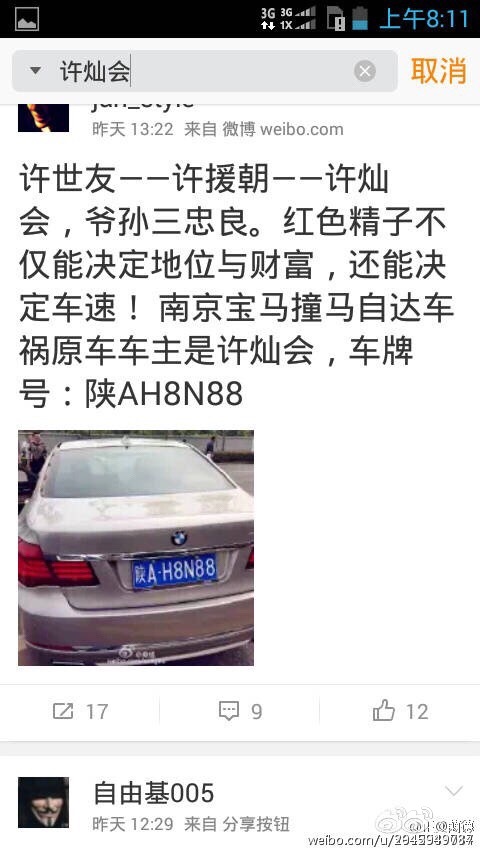 3G 3G 1X 上午8:11
许灿会 取消
jun_style
昨天 13:22 来自 微博 weibo.com
许世友——许援朝——许灿
会，爷孙三忠良。红色精子不
仅能决定地位与财富，还能决
定车速！南京宝马撞马自达车
祸原车车主是许灿会，车牌
号：陕AH8N88
陕A·H8N88
17 9 12
自由基005
昨天 12:29 来自 分享按钮